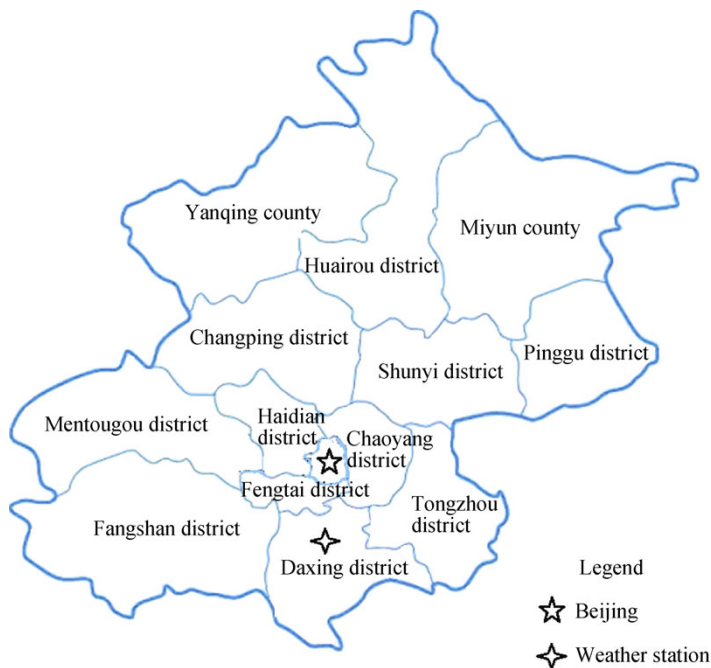 Yanqing county
Miyun county
Huairou district
Changping district
Shunyi district
Pinggu district
Mentougou district
Haidian
district
Chaoyang
district
Fengtai district
Tongzhou
district
Fangshan district
Daxing district
Legend
Beijing
Weather station